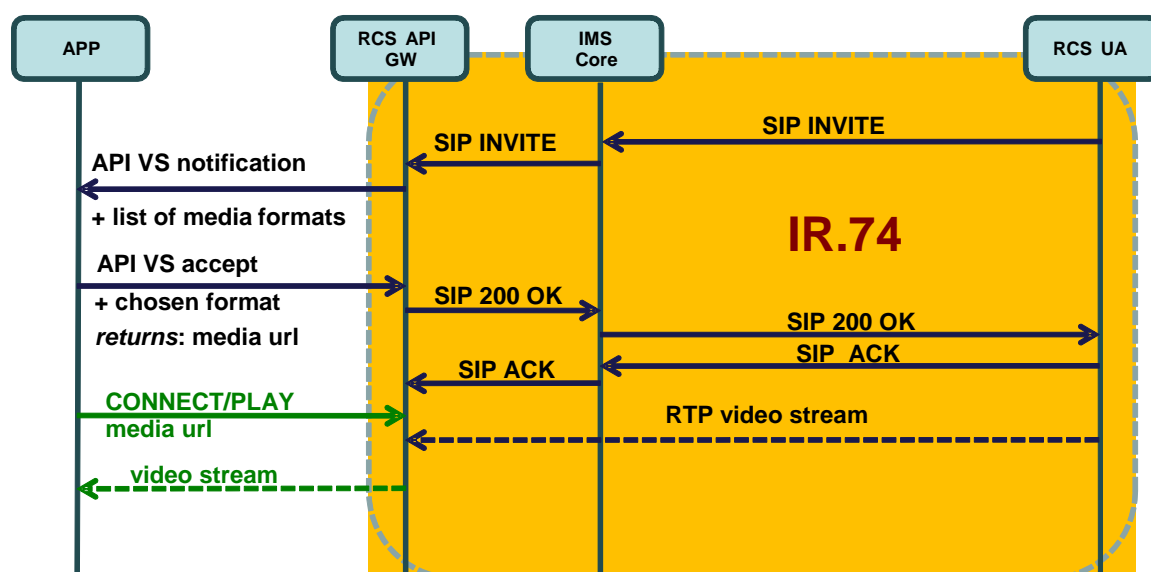 APP
RCS API
GW
IMS
Core
RCS UA
SIP INVITE
SIP INVITE
API VS notification
+ list of media formats
IR.74
API VS accept
+ chosen format
SIP 200 OK
returns: media url
SIP 200 OK
SIP ACK
SIP ACK
CONNECT/PLAY
media url
RTP video stream
video stream